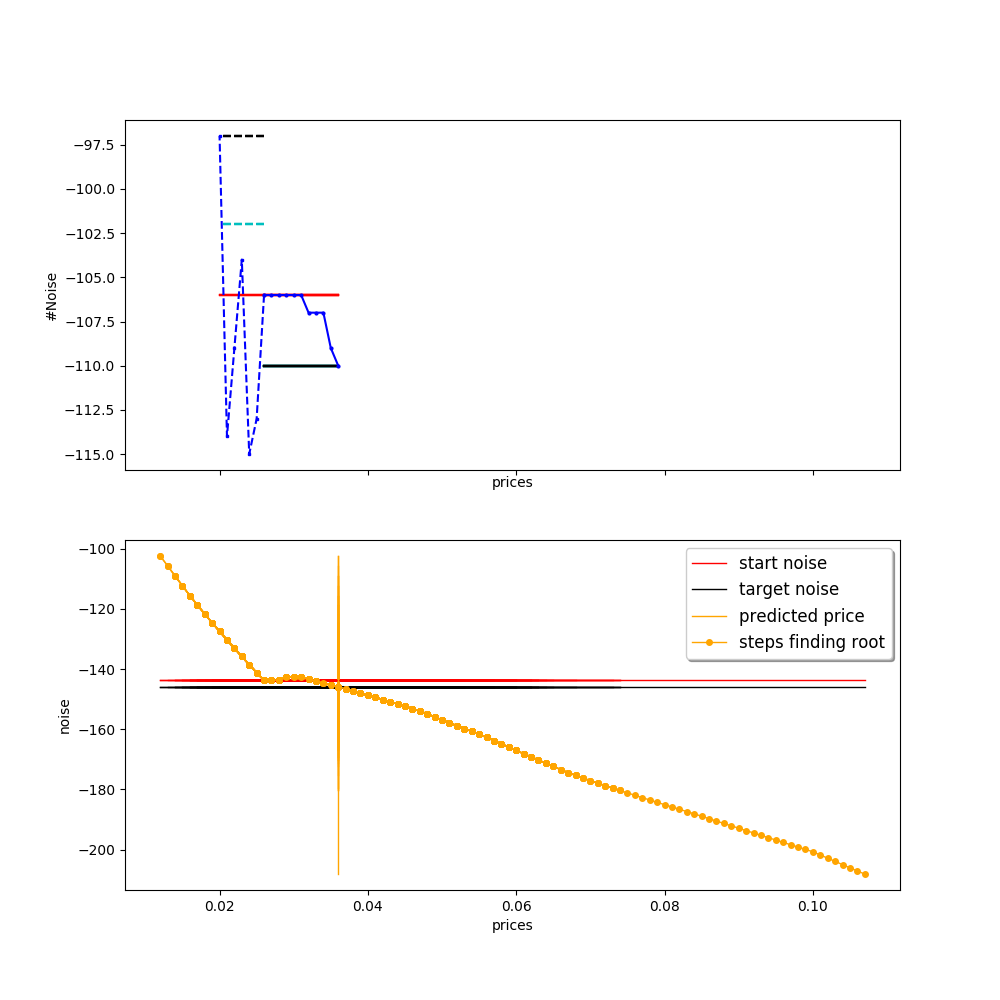 −97.5
−100.0
−102.5
−105.0
−107.5
−110.0
−112.5
−115.0
#Noise
prices
−100
−120
−140
−160
−180
−200
noise
start noise
target noise
predicted price
steps finding root
0.02 0.04 0.06 0.08 0.10
prices